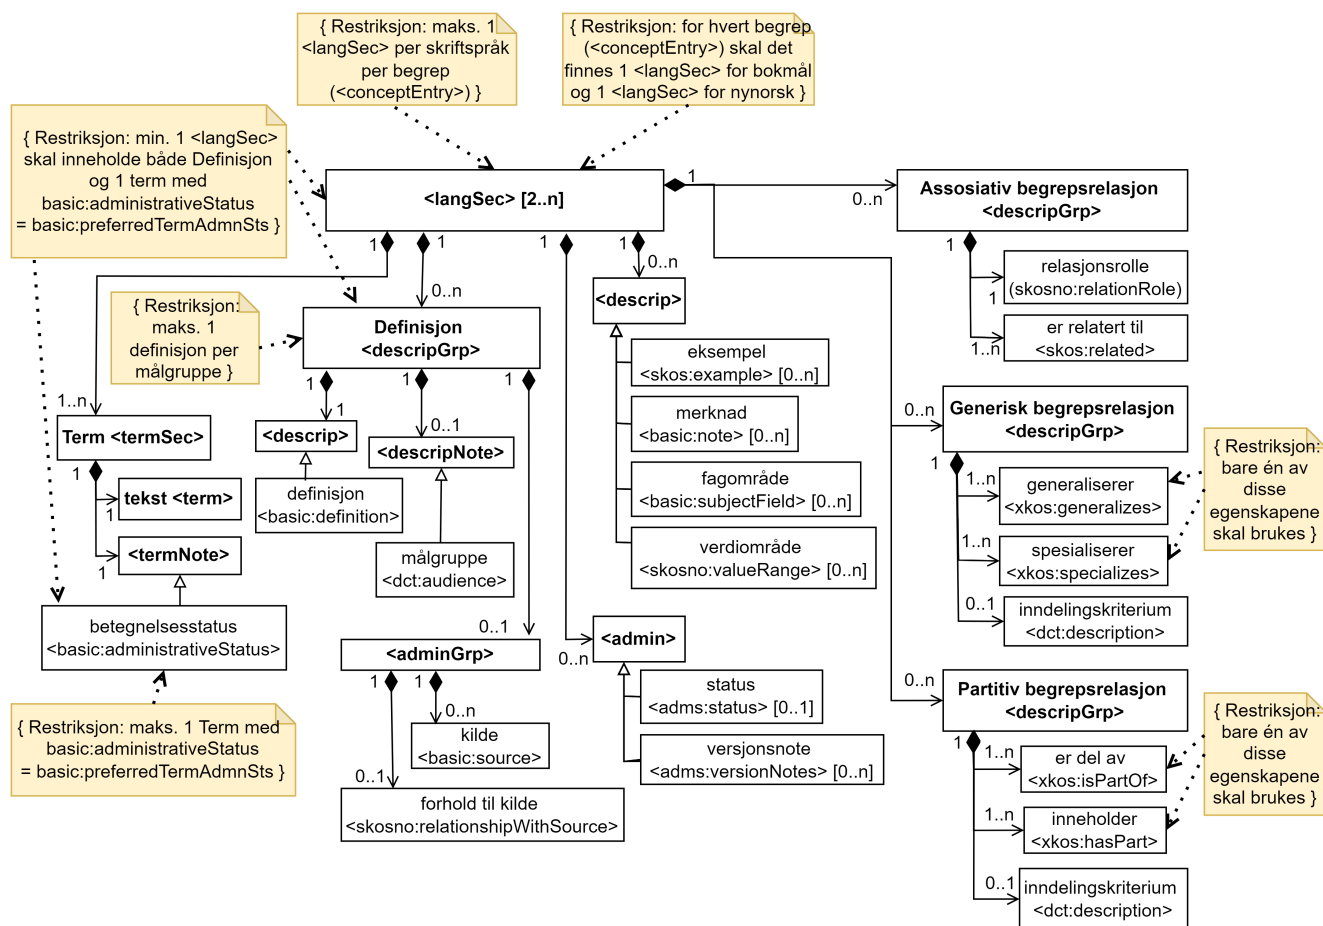 { Restriksjon: maks. 1
<langSec> per skriftspråk
per begrep
(<conceptEntry>) }
{ Restriksjon: for hvert begrep
(<conceptEntry>) skal det
finnes 1 <langSec> for bokmål
og 1 <langSec> for nynorsk }
{ Restriksjon: min. 1 <langSec>
skal inneholde både Definisjon
og 1 term med
basic:administrativeStatus
= basic:preferredTermAdmnSts }
<langSec> [2..n]
1
0..n
1
1
1
1
0..n
0..n
Assosiativ begrepsrelasjon
<descripGrp>
1
relasjonsrolle
(skosno:relationRole)
1
er relatert til
<skos:related>
1..n
{ Restriksjon:
maks. 1
definisjon per
målgruppe }
Definisjon
<descripGrp>
1
1
1
<descrip>
eksempel
<skos:example> [0..n]
merknad
<basic:note> [0..n]
fagområde
<basic:subjectField> [0..n]
verdiområde
<skosno:valueRange> [0..n]
1..n
Term <termSec>
1
tekst <term>
1
<termNote>
1
betegnelsesstatus
<basic:administrativeStatus>
{ Restriksjon: maks. 1 Term med
basic:administrativeStatus
= basic:preferredTermAdmnSts }
1
<descrip>
definisjon
<basic:definition>
0..1
<descripNote>
målgruppe
<dct:audience>
0..1
<adminGrp>
1
1
0..n
kilde
<basic:source>
0..1
forhold til kilde
<skosno:relationshipWithSource>
0..n
<admin>
status
<adms:status> [0..1]
versjonsnote
<adms:versionNotes> [0..n]
0..n
Generisk begrepsrelasjon
<descripGrp>
1
1..n
generaliserer
<xkos:generalizes>
1..n
spesialiserer
<xkos:specializes>
0..1
inndelingskriterium
<dct:description>
{ Restriksjon:
bare én av
disse
egenskapene
skal brukes }
0..n
Partitiv begrepsrelasjon
<descripGrp>
1
1..n
er del av
<xkos:isPartOf>
1..n
inneholder
<xkos:hasPart>
0..1
inndelingskriterium
<dct:description>
{ Restriksjon:
bare én av
disse
egenskapene
skal brukes }